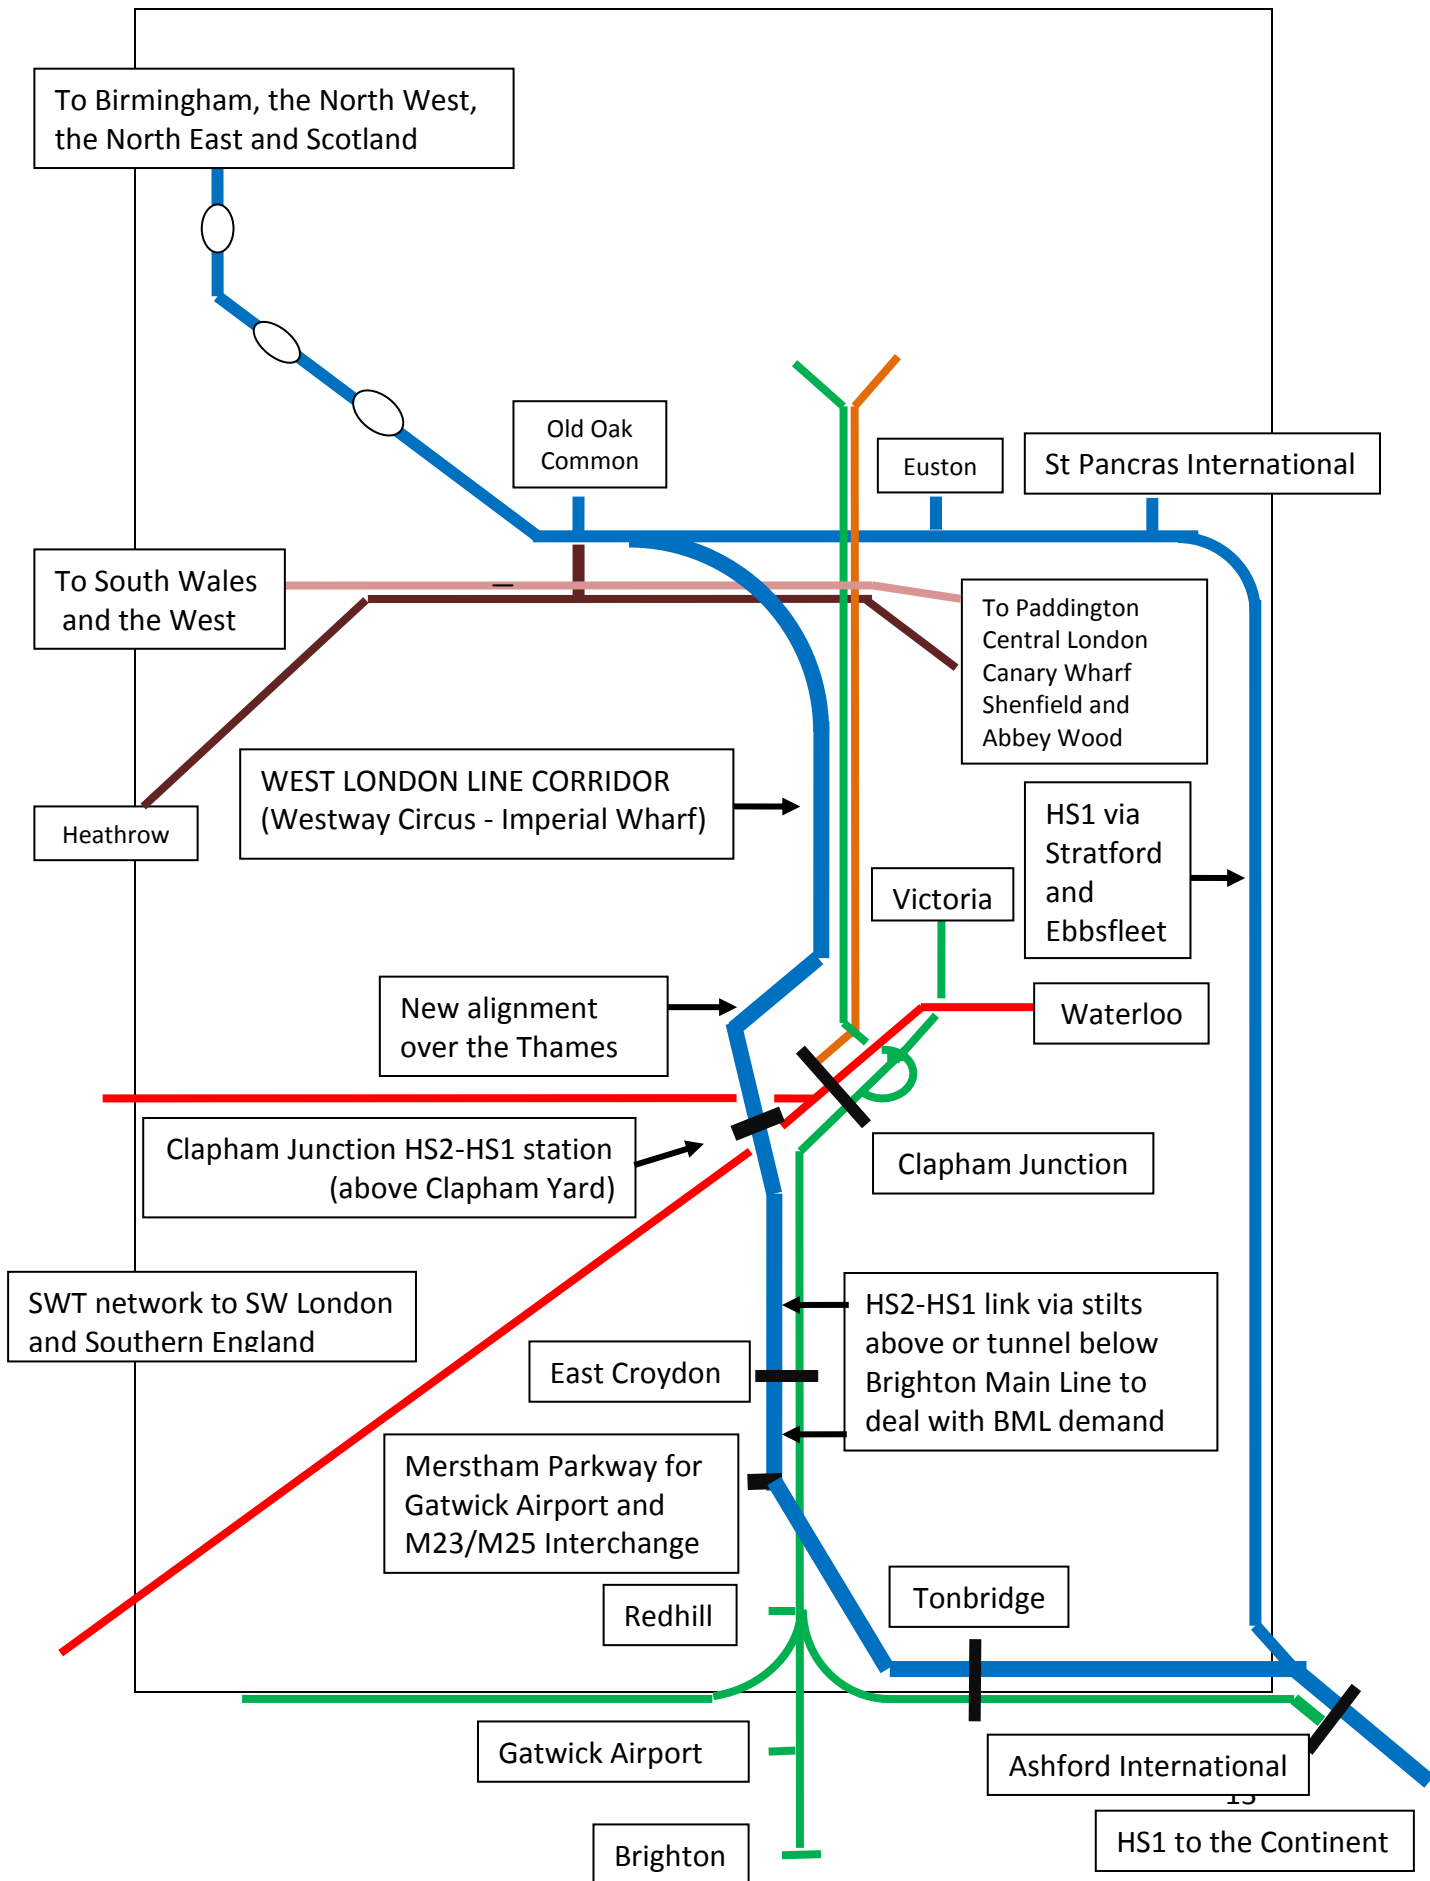 To Birmingham, the North West,
the North East and Scotland
Old Oak
Common
Euston
St Pancras International
To South Wales
and the West
To Paddington
Central London
Canary Wharf
Shenfield and
Abbey Wood
WEST LONDON LINE CORRIDOR
(Westway Circus - Imperial Wharf)
Heathrow
HS1 via
Stratford
and
Ebbsfleet
Victoria
New alignment
over the Thames
Waterloo
Clapham Junction HS2-HS1 station
(above Clapham Yard)
Clapham Junction
SWT network to SW London
and Southern England
HS2-HS1 link via stilts
above or tunnel below
Brighton Main Line to
deal with BML demand
East Croydon
Merstham Parkway for
Gatwick Airport and
M23/M25 Interchange
Tonbridge
Redhill
Gatwick Airport
Ashford International
HS1 to the Continent
Brighton